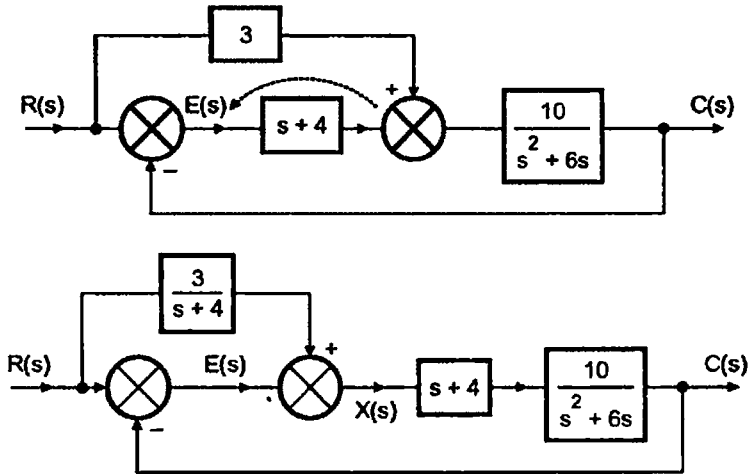 3
+
R(s)
E(s)
s + 4
10
s² + 6s
C(s)
–
3
s + 4
+
R(s)
E(s)
X(s)
s + 4
10
s² + 6s
C(s)
–